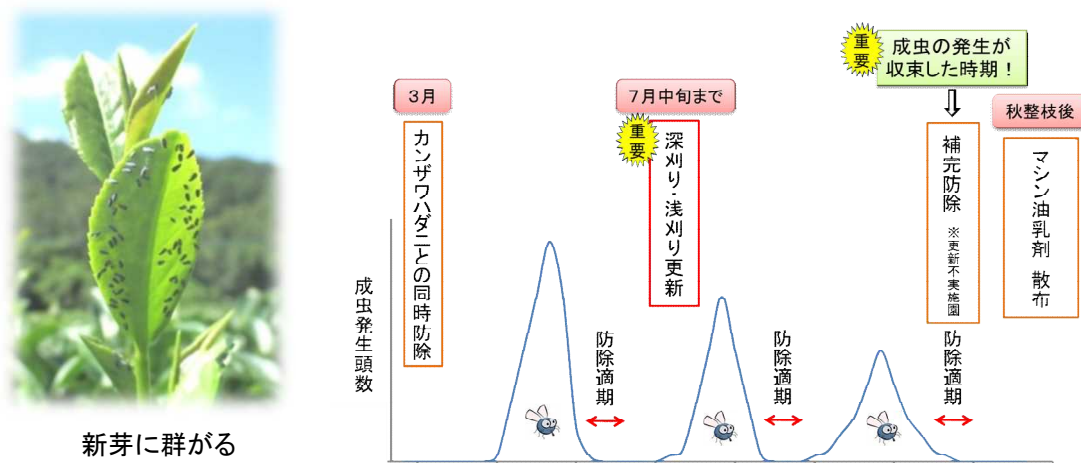 新芽に群がる
3月
カンザワハダニとの同時防除
重要
7月中旬まで
深刈り・浅刈り更新
重要
成虫の発生が
収束した時期！
補完防除 ※更新不実施園
秋整枝後
マシン油乳剤 散布
成虫発生頭数
防除適期
防除適期
防除適期